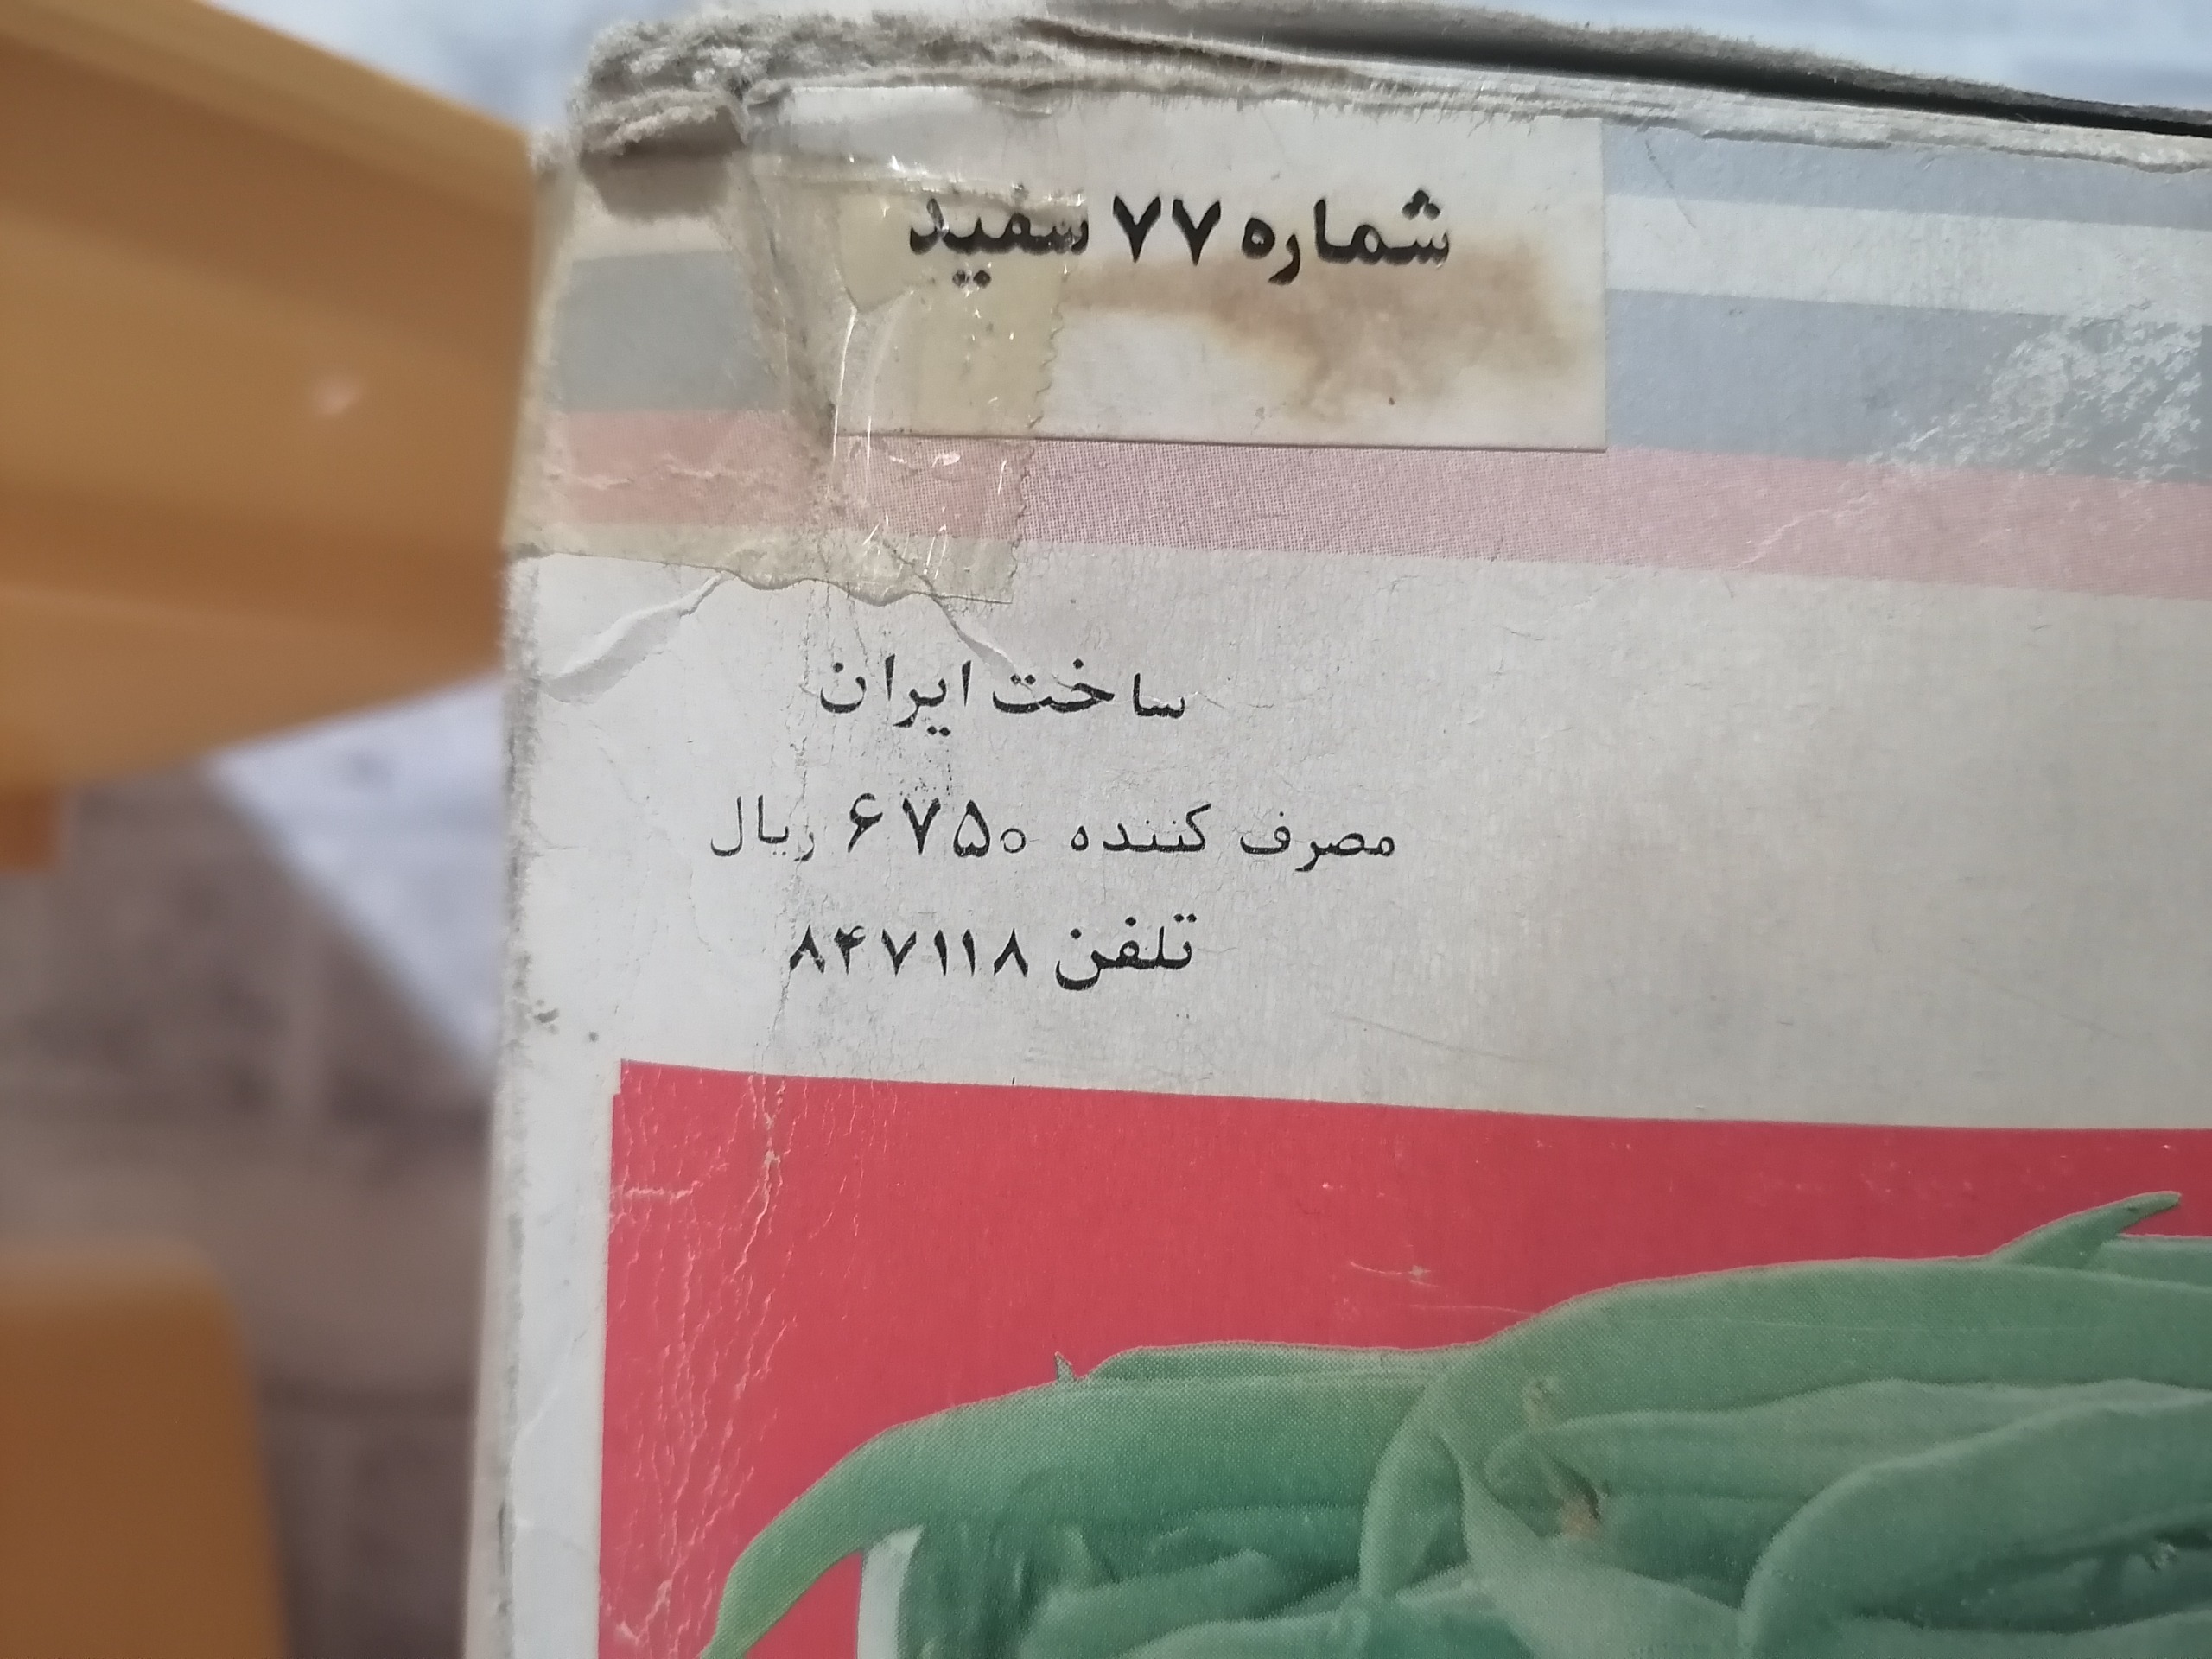 شماره ۷۷ سفید
ساخت ایران
مصرف کننده ۶۷۵۰ ریال
تلفن ۸۴۷۱۱۸